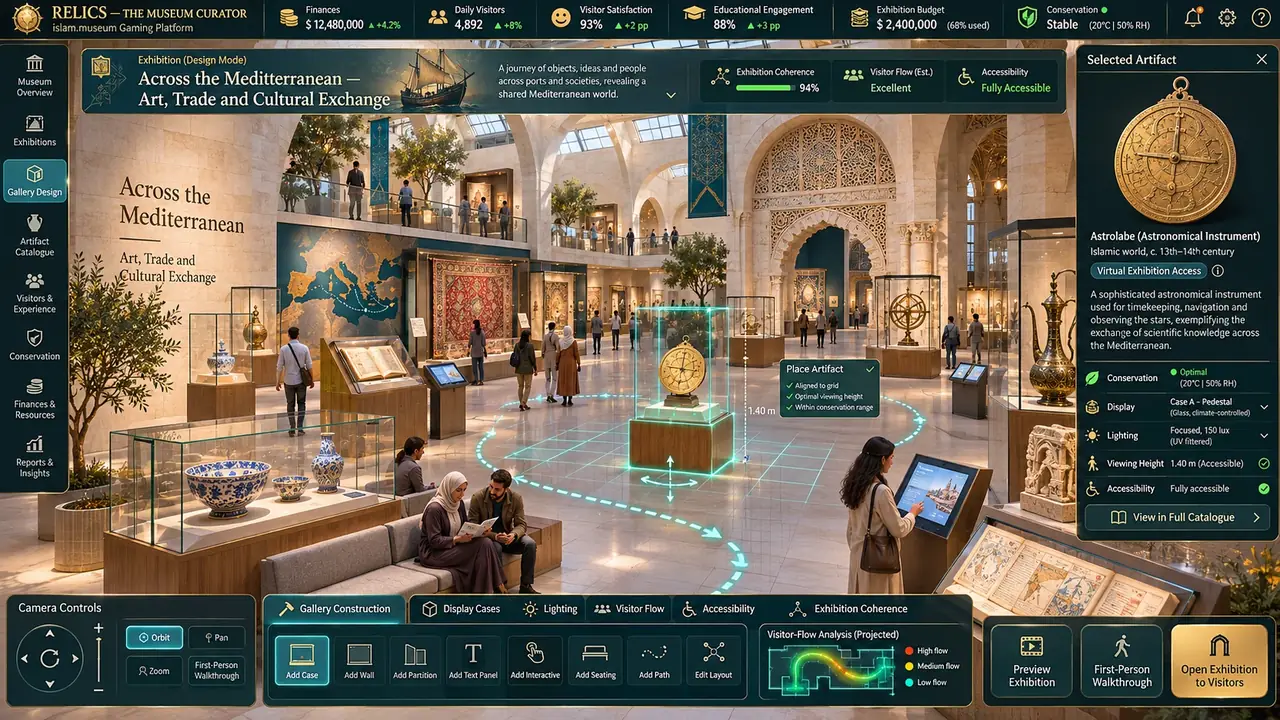 RELICS — THE MUSEUM CURATOR
islam.museum Gaming Platform
Finances
$ 12,480,000 ▲ +4.2%
Daily Visitors
4,892 ▲ +8%
Visitor Satisfaction
93% ▲ +2 pp
Educational Engagement
88% ▲ +3 pp
Exhibition Budget
$ 2,400,000 (68% used)
Conservation
Stable (20°C | 50% RH)
Museum
Overview
Exhibitions
Gallery Design
Artifact
Catalogue
Visitors &
Experience
Conservation
Finances &
Resources
Reports &
Insights
Exhibition (Design Mode)
Across the Mediterranean —
Art, Trade and Cultural Exchange
A journey of objects, ideas and people
across ports and societies, revealing a
shared Mediterranean world.
Exhibition Coherence
94%
Visitor Flow (Est.)
Excellent
Accessibility
Fully Accessible
Across the
Mediterranean
Art, Trade and
Cultural Exchange
Place Artifact
Aligned to grid
Optimal viewing height
Within conservation range
1.40 m
Selected Artifact
Astrolabe (Astronomical Instrument)
Islamic world, c. 13th–14th century
Virtual Exhibition Access
A sophisticated astronomical instrument
used for timekeeping, navigation and
observing the stars, exemplifying the
exchange of scientific knowledge across
the Mediterranean.
Conservation
Optimal
(20°C | 50% RH)
Display
Case A – Pedestal
(Glass, climate-controlled)
Lighting
Focused, 150 lux
(UV filtered)
Viewing Height
1.40 m (Accessible)
Accessibility
Fully accessible
View in Full Catalogue
Camera Controls
Orbit
Pan
Zoom
First-Person
Walkthrough
Gallery Construction
Display Cases
Lighting
Visitor Flow
Accessibility
Exhibition Coherence
Add Case
Add Wall
Add Partition
Add Text Panel
Add Interactive
Add Seating
Add Path
Edit Layout
Visitor-Flow Analysis (Projected)
High flow
Medium flow
Low flow
Preview
Exhibition
First-Person
Walkthrough
Open Exhibition
to Visitors